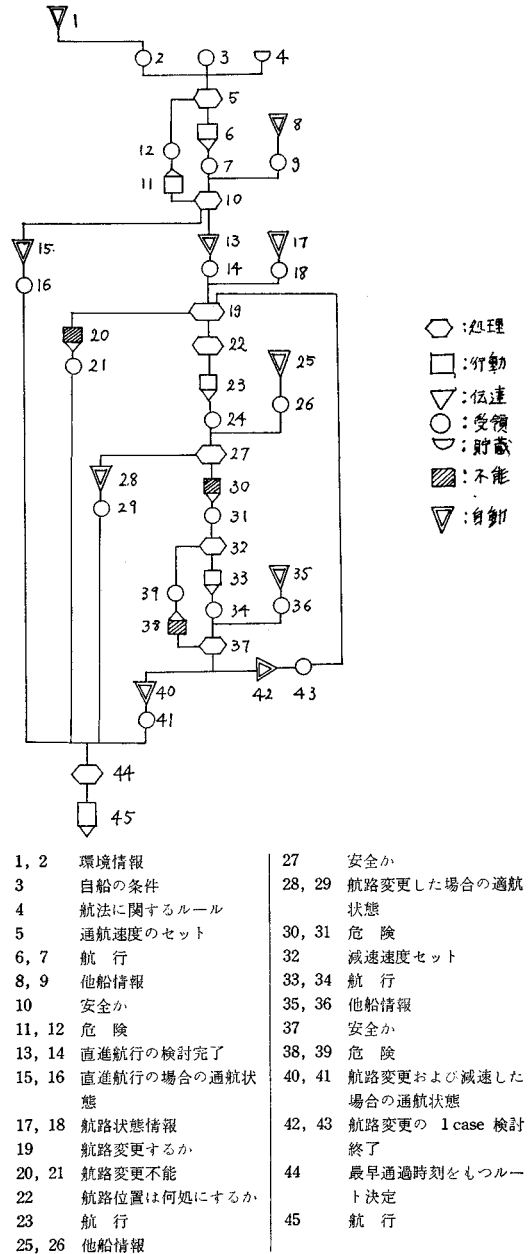 1
2
3
4
5
6
7
8
9
10
11
12
13
14
15
16
17
18
19
20
21
22
23
24
25
26
27
28
29
30
31
32
33
34
35
36
37
38
39
40
41
42
43
44
45
:処理
:行動
:伝達
:受領
:貯蔵
:不能
:自動
1, 2 環境情報
3 自船の条件
4 航法に関するルール
5 通航速度のセット
6, 7 航 行
8, 9 他船情報
10 安全か
11, 12 危 険
13, 14 直進航行の検討完了
15, 16 直進航行の場合の通航状
態
17, 18 航路状態情報
19 航路変更するか
20, 21 航路変更不能
22 航路位置は何処にするか
23 航 行
25, 26 他船情報
27 安全か
28, 29 航路変更した場合の適航
状態
30, 31 危 険
32 減速速度セット
33, 34 航 行
35, 36 他船情報
37 安全か
38, 39 危 険
40, 41 航路変更および減速した
場合の通航状態
42, 43 航路変更の 1 case 検討
終了
44 最早通過時刻をもつルー
ト決定
45 航 行